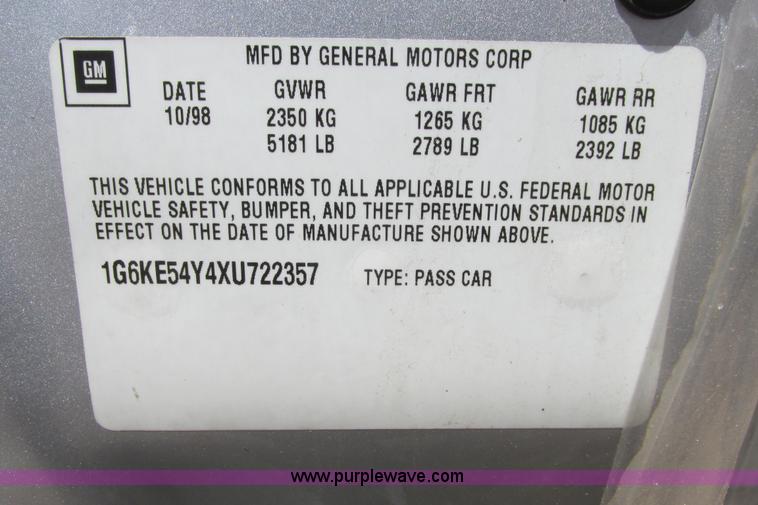 GM
MFD BY GENERAL MOTORS CORP
DATE GVWR GAWR FRT GAWR RR
10/98 2350 KG 1265 KG 1085 KG
5181 LB 2789 LB 2392 LB
THIS VEHICLE CONFORMS TO ALL APPLICABLE U.S. FEDERAL MOTOR
VEHICLE SAFETY, BUMPER, AND THEFT PREVENTION STANDARDS IN
EFFECT ON THE DATE OF MANUFACTURE SHOWN ABOVE.
1G6KE54Y4XU722357 TYPE: PASS CAR
www.purplewave.com